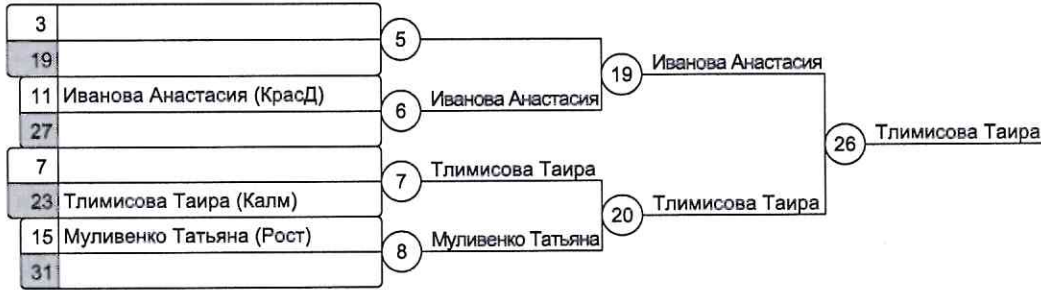 3
5
19
19 Иванова Анастасия
11 Иванова Анастасия (КрасД)
6 Иванова Анастасия
27
26 Тлимисова Таира
7
7 Тлимисова Таира
23 Тлимисова Таира (Калм)
20 Тлимисова Таира
15 Муливенко Татьяна (Рост)
8 Муливенко Татьяна
31